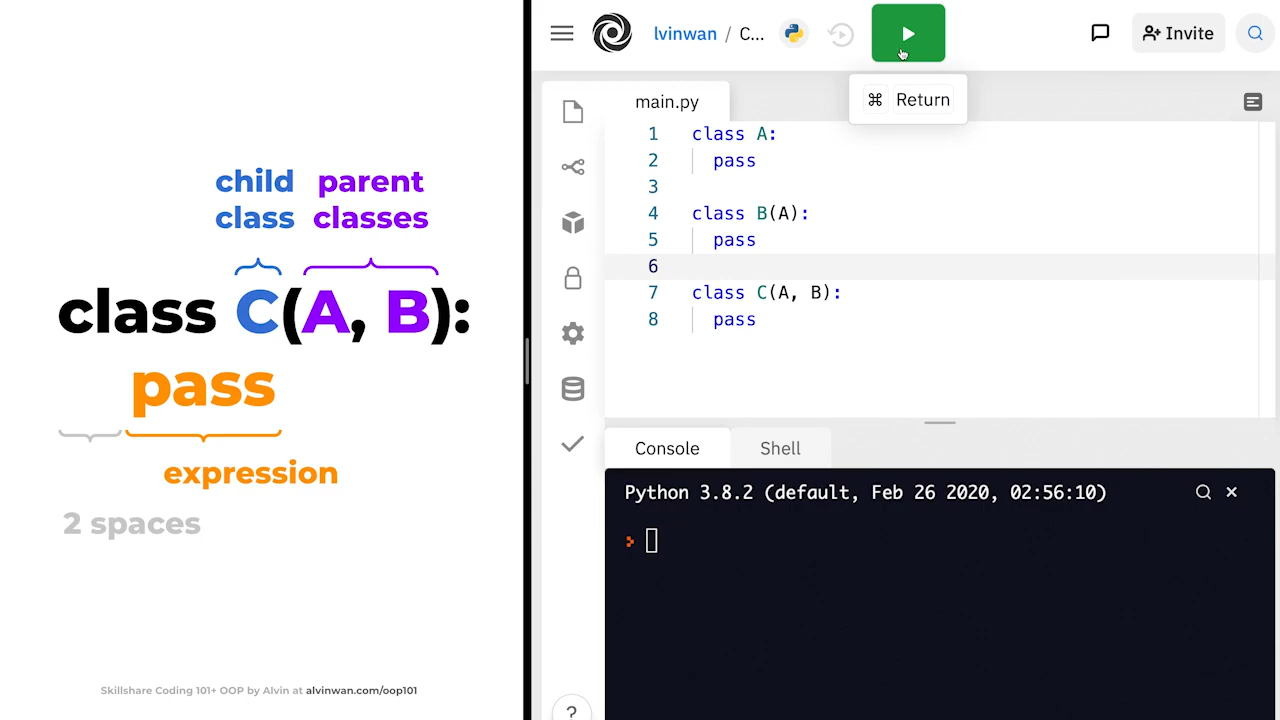 child parent
class classes
class C(A, B):
pass
expression
2 spaces
Skillshare Coding 101+ OOP by Alvin at alvinwan.com/oop101
lvinwan / C...
Invite
⌘ Return
main.py
1 class A:
2 pass
3
4 class B(A):
5 pass
6
7 class C(A, B):
8 pass
Console Shell
Python 3.8.2 (default, Feb 26 2020, 02:56:10)
?